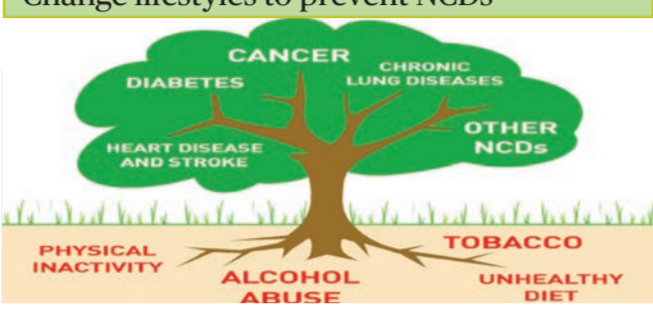 Change lifestyles to prevent NCDs
CANCER
DIABETES
CHRONIC
LUNG DISEASES
HEART DISEASE
AND STROKE
OTHER
NCDs
PHYSICAL
INACTIVITY
ALCOHOL
ABUSE
TOBACCO
UNHEALTHY
DIET